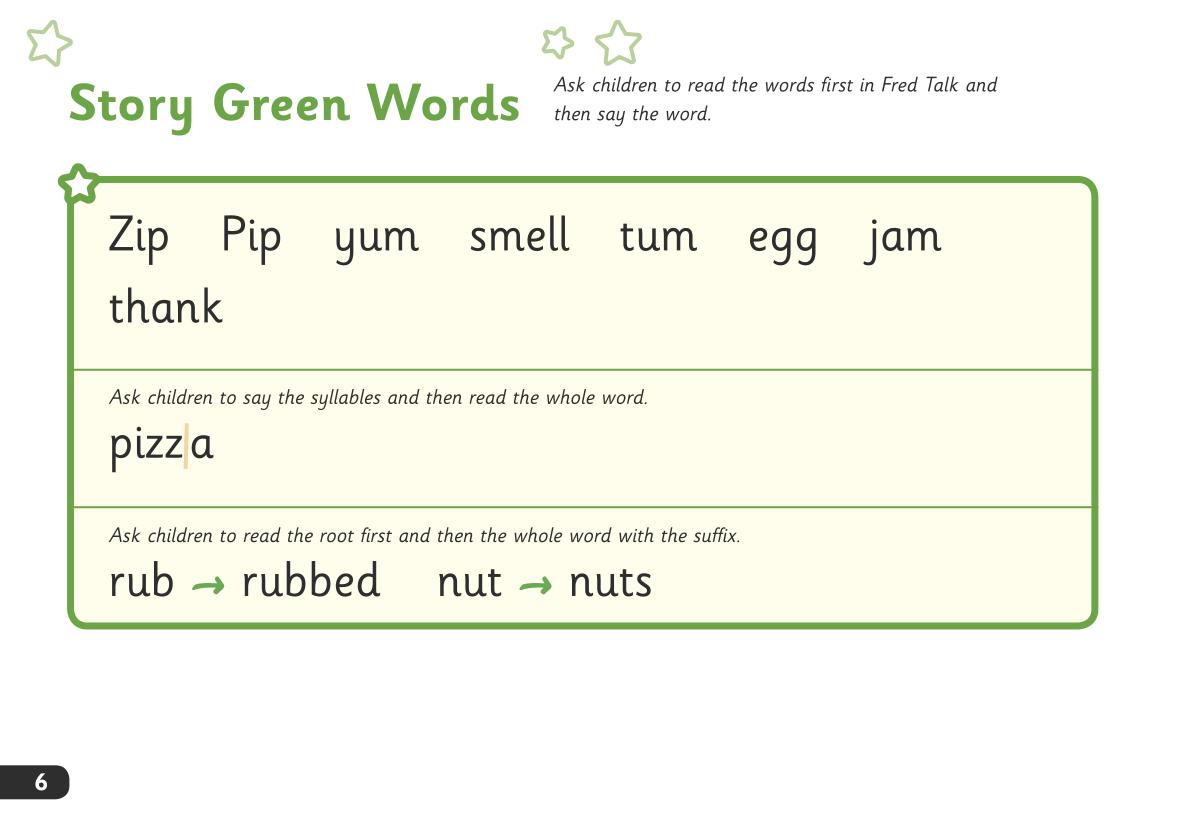 Story Green Words
Ask children to read the words first in Fred Talk and
then say the word.
Zip Pip yum smell tum egg jam
thank
Ask children to say the syllables and then read the whole word.
pizz|a
Ask children to read the root first and then the whole word with the suffix.
rub → rubbed nut → nuts
6